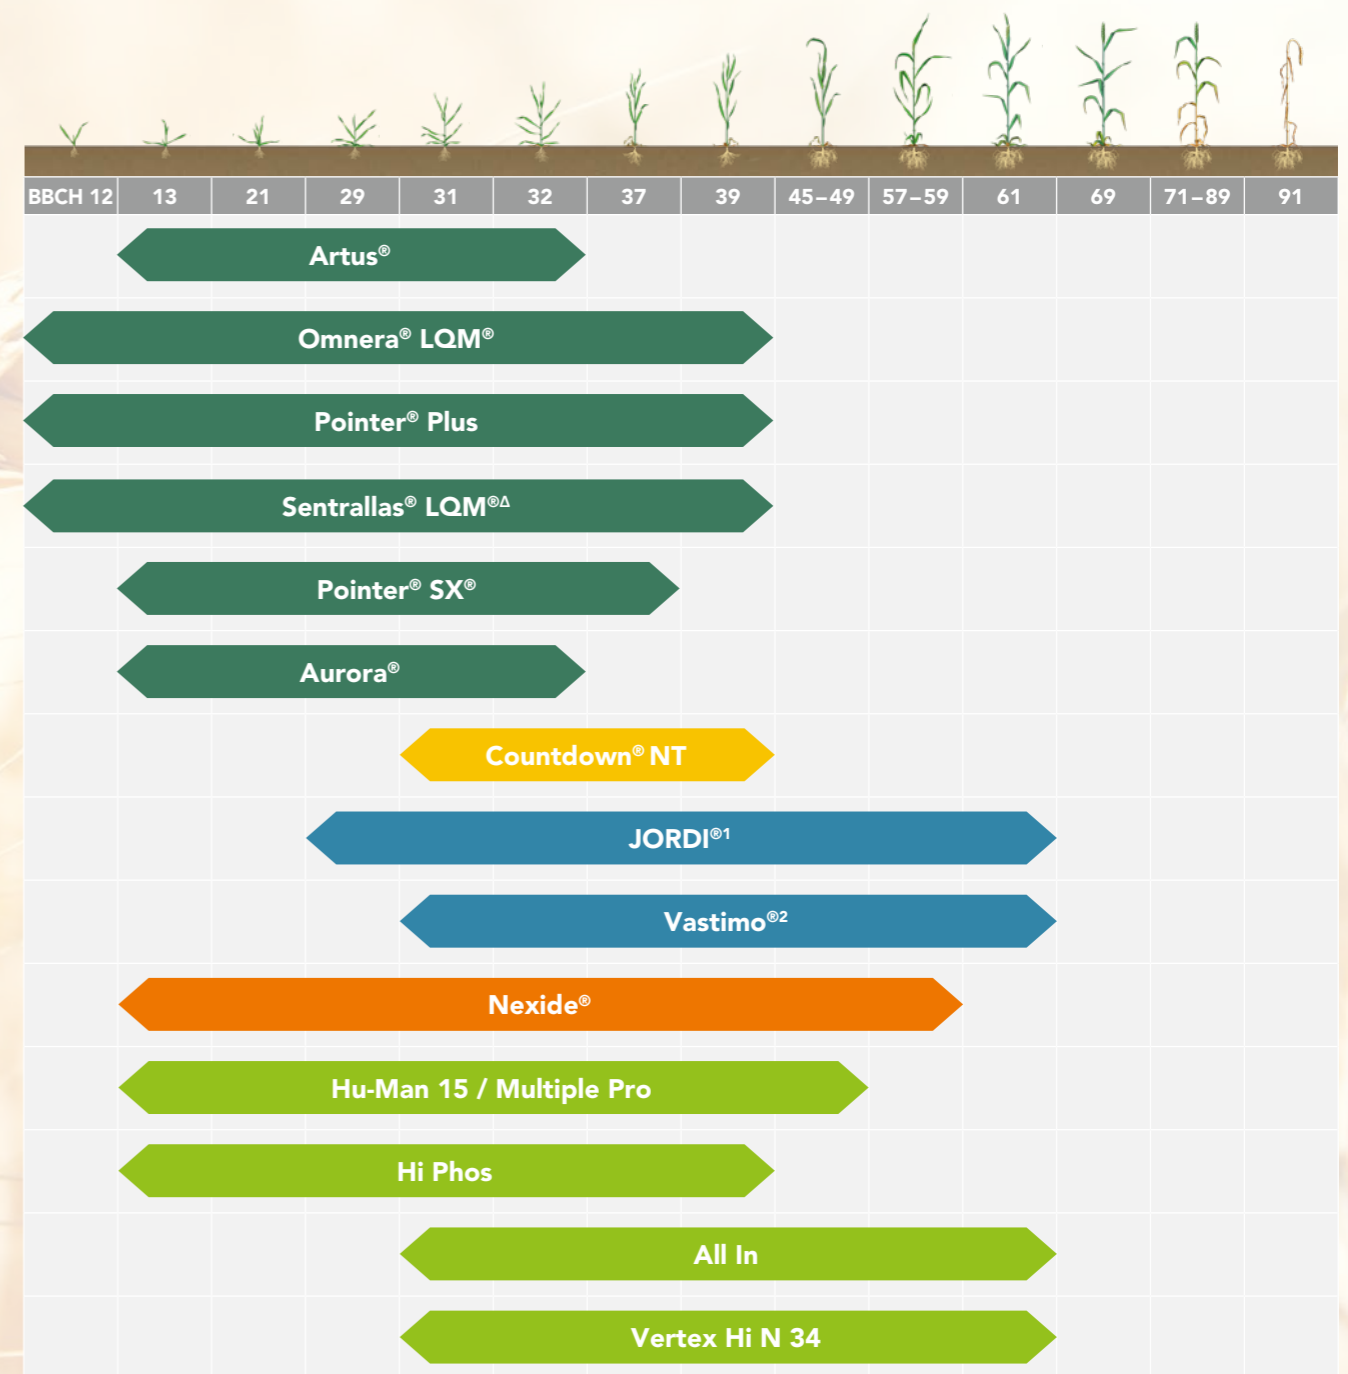 BBCH 12 13 21 29 31 32 37 39 45–49 57–59 61 69 71–89 91
Artus®
Omnera® LQM®
Pointer® Plus
Sentrallas® LQM®Δ
Pointer® SX®
Aurora®
Countdown® NT
JORDI®1
Vastimo®2
Nexide®
Hu-Man 15 / Multiple Pro
Hi Phos
All In
Vertex Hi N 34